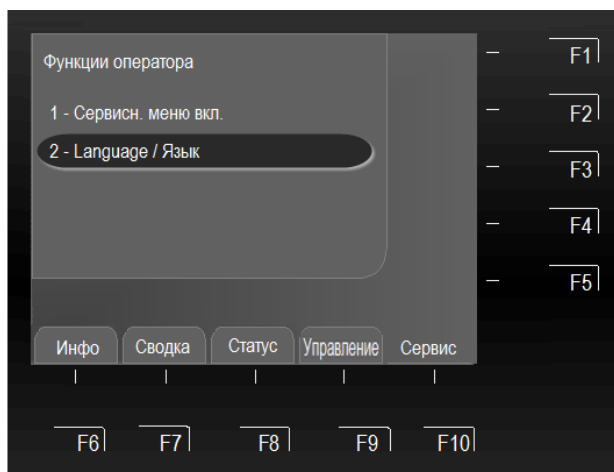 Функции оператора
1 - Сервисн. меню вкл.
2 - Language / Язык
F1
F2
F3
F4
F5
Инфо Сводка Статус Управление Сервис
F6 F7 F8 F9 F10